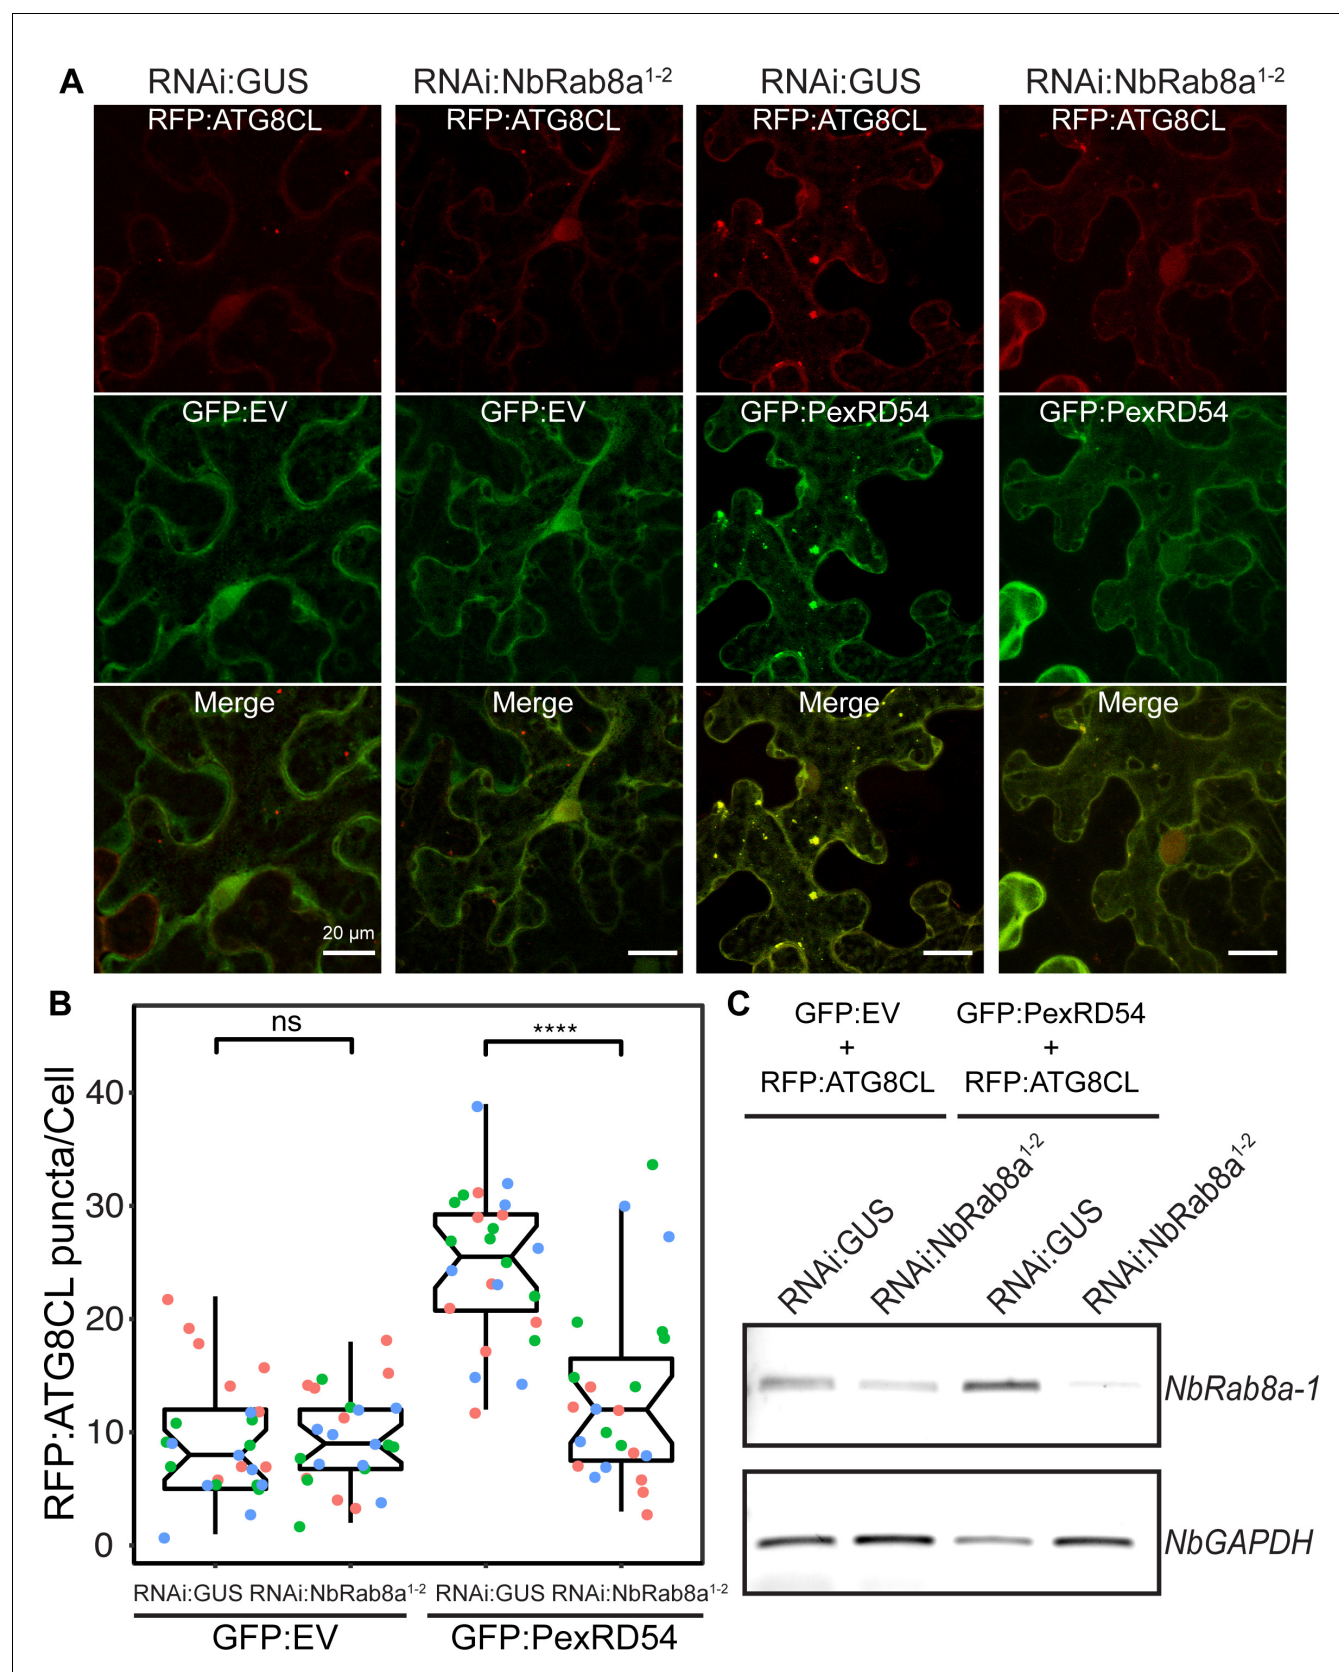 A
RNAi:GUS RNAi:NbRab8a1-2 RNAi:GUS RNAi:NbRab8a1-2
RFP:ATG8CL RFP:ATG8CL RFP:ATG8CL RFP:ATG8CL
GFP:EV GFP:EV GFP:PexRD54 GFP:PexRD54
Merge Merge Merge Merge
20 µm
B
RFP:ATG8CL puncta/Cell
ns
****
40
30
20
10
0
RNAi:GUS RNAi:NbRab8a1-2 RNAi:GUS RNAi:NbRab8a1-2
GFP:EV GFP:PexRD54
C
GFP:EV GFP:PexRD54
+ +
RFP:ATG8CL RFP:ATG8CL
RNAi:GUS
RNAi:NbRab8a1-2
RNAi:GUS
RNAi:NbRab8a1-2
NbRab8a-1
NbGAPDH